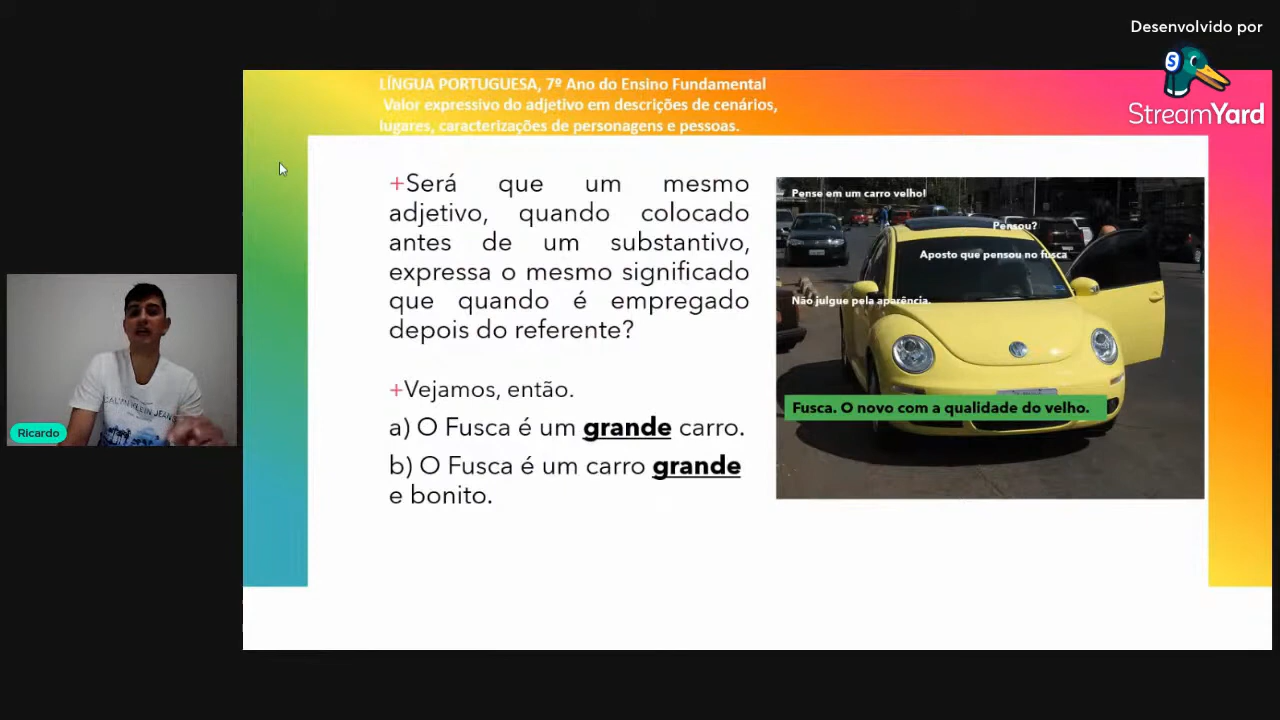 Desenvolvido por
StreamYard
LÍNGUA PORTUGUESA, 7º Ano do Ensino Fundamental
Valor expressivo do adjetivo em descrições de cenários,
lugares, caracterizações de personagens e pessoas.
+Será que um mesmo
adjetivo, quando colocado
antes de um substantivo,
expressa o mesmo significado
que quando é empregado
depois do referente?
+Vejamos, então.
a) O Fusca é um grande carro.
b) O Fusca é um carro grande
e bonito.
Pense em um carro velho!
Pensou?
Aposto que pensou no fusca
Não julgue pela aparência.
Fusca. O novo com a qualidade do velho.
Ricardo